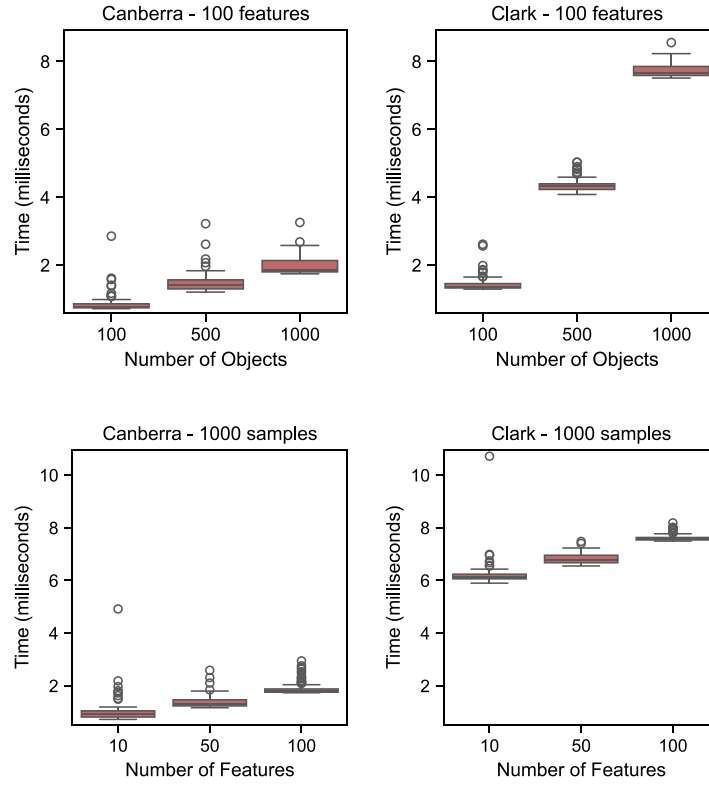 Canberra - 100 features
Time (milliseconds)
8
6
4
2
100 500 1000
Number of Objects
Clark - 100 features
Time (milliseconds)
8
6
4
2
100 500 1000
Number of Objects
Canberra - 1000 samples
Time (milliseconds)
10
8
6
4
2
10 50 100
Number of Features
Clark - 1000 samples
Time (milliseconds)
10
8
6
4
2
10 50 100
Number of Features